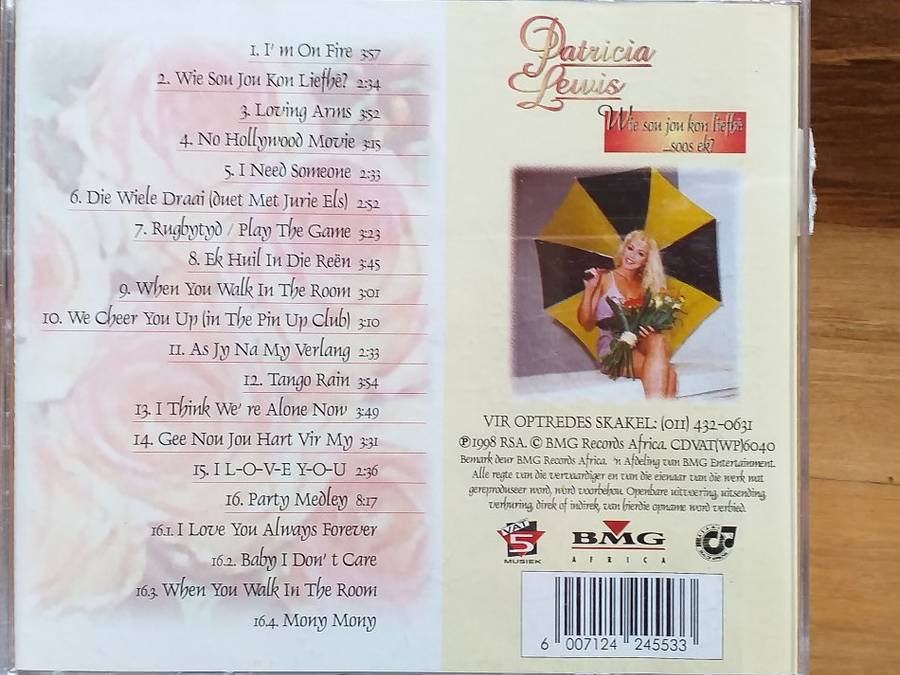 1. I' m On Fire 3:57
2. Wie Sou Jou Kon Liefhê? 2:34
3. Loving Arms 3:52
4. No Hollywood Movie 3:15
5. I Need Someone 2:33
6. Die Wiele Draai (duet Met Jurie Els) 2:52
7. Rugbytyd / Play The Game 3:23
8. Ek Huil In Die Reën 3:45
9. When You Walk In The Room 3:01
10. We Cheer You Up (in The Pin Up Club) 3:10
11. As Jy Na My Verlang 2:33
12. Tango Rain 3:54
13. I Think We' re Alone Now 3:49
14. Gee Nou Jou Hart Vir My 3:31
15. I L-O-V-E Y-O-U 2:36
16. Party Medley 8:17
16.1. I Love You Always Forever
16.2. Baby I Don' t Care
16.3. When You Walk In The Room
16.4. Mony Mony
Patricia
Lewis
Wie sou jou kon liefhê
...soos ek?
VIR OPTREDES SKAKEL: (011) 432-0631
℗1998 RSA. © BMG Records Africa. CDVAT(WP)6040
Bemark deur BMG Records Africa. 'n Afdeling van BMG Entertainment.
Alle regte van die vervaardiger en van die eienaar van die werk wat
gereproduseer word, word voorbehou. Openbare uitvoering, uitsending,
verhuring, direk of indirek, van hierdie opname word verbied.
VAT
5
MUSIEK
BMG
AFRICA
6 007124 245533